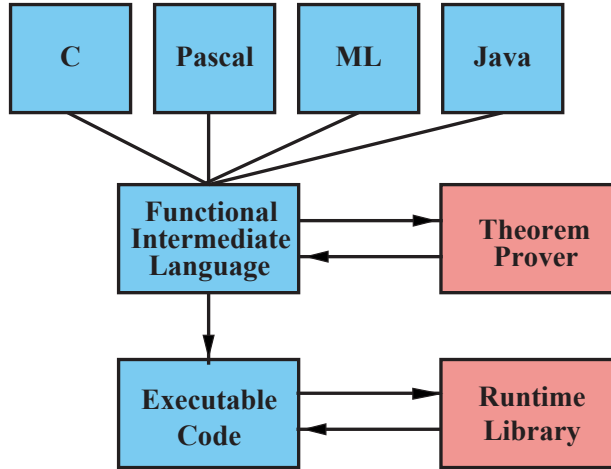 C
Pascal
ML
Java
Functional
Intermediate
Language
Theorem
Prover
Executable
Code
Runtime
Library